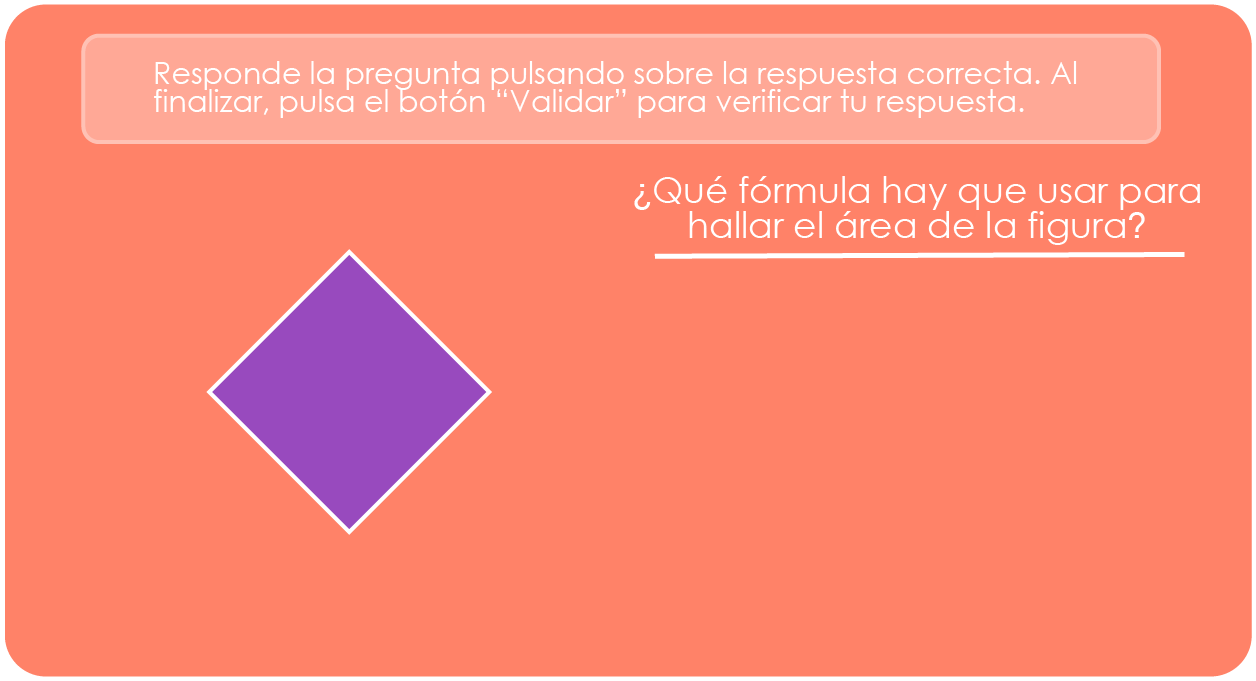 Responde la pregunta pulsando sobre la respuesta correcta. Al
finalizar, pulsa el botón “Validar” para verificar tu respuesta.
¿Qué fórmula hay que usar para
hallar el área de la figura?